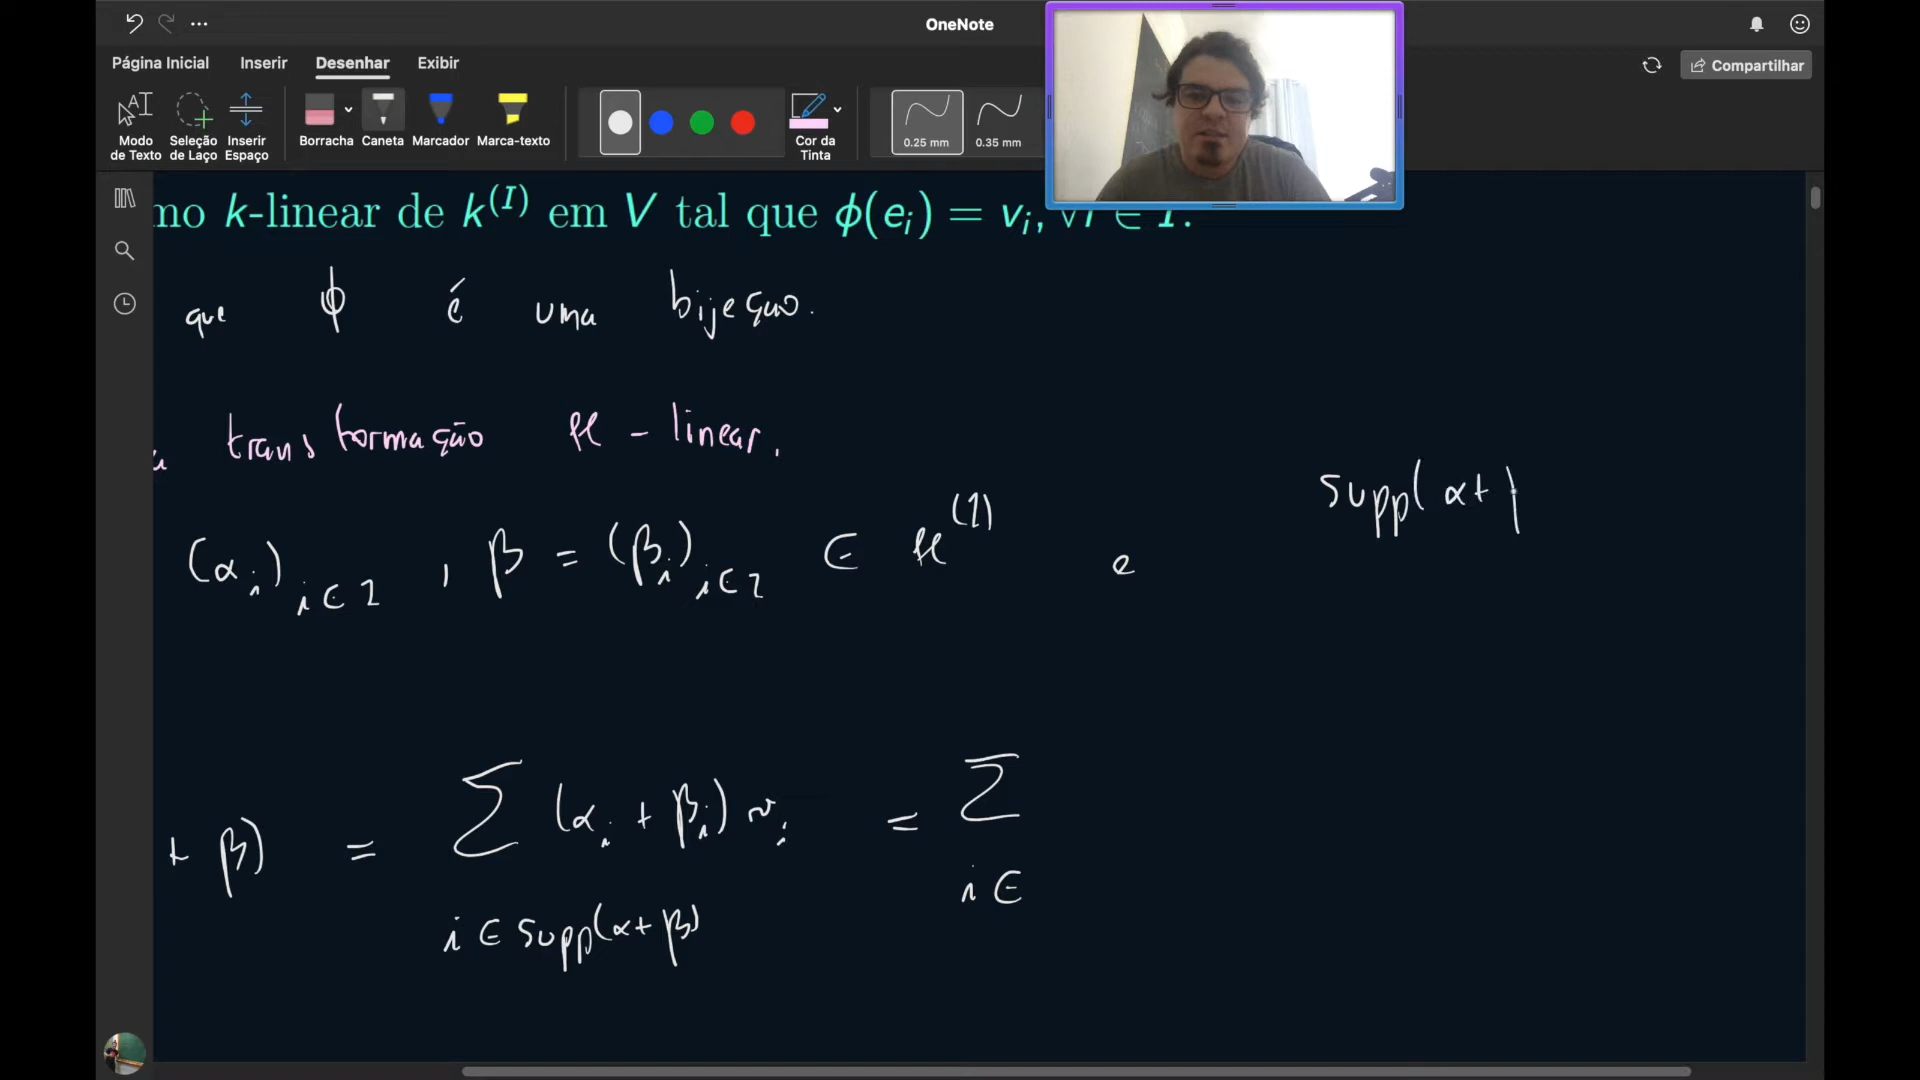 OneNote
Página Inicial Inserir Desenhar Exibir
Compartilhar
Modo de Texto Seleção de Laço Inserir Espaço Borracha Caneta Marcador Marca-texto Cor da Tinta 0.25 mm 0.35 mm
mo k-linear de k^(I) em V tal que ϕ(e_i) = v_i, ∀i ∈ I.
que ϕ é uma bijeção.
transformação k - linear.
supp(α+
(α_i)_{i∈I} , β = (β_i)_{i∈I} ∈ k^(I) e
+ β) = ∑ (α_i + β_i) v_i = ∑
i ∈ supp(α+β) i ∈